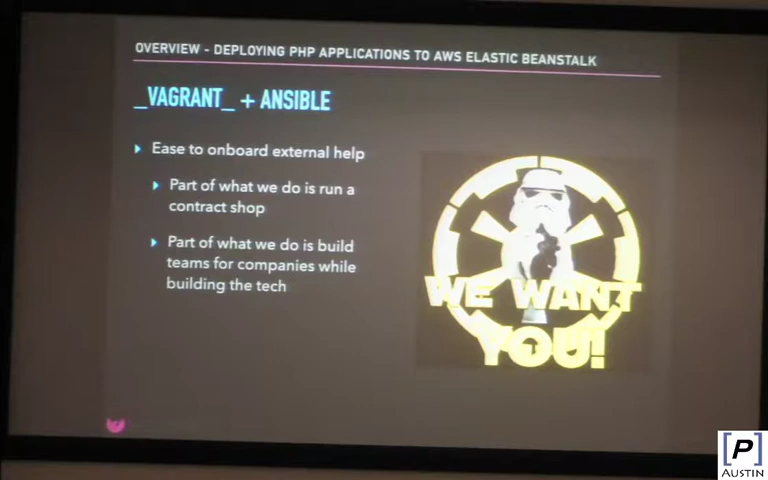 OVERVIEW - DEPLOYING PHP APPLICATIONS TO AWS ELASTIC BEANSTALK
_VAGRANT_ + ANSIBLE
Ease to onboard external help
Part of what we do is run a
contract shop
Part of what we do is build
teams for companies while
building the tech
WE WANT
YOU!
[P]
AUSTIN